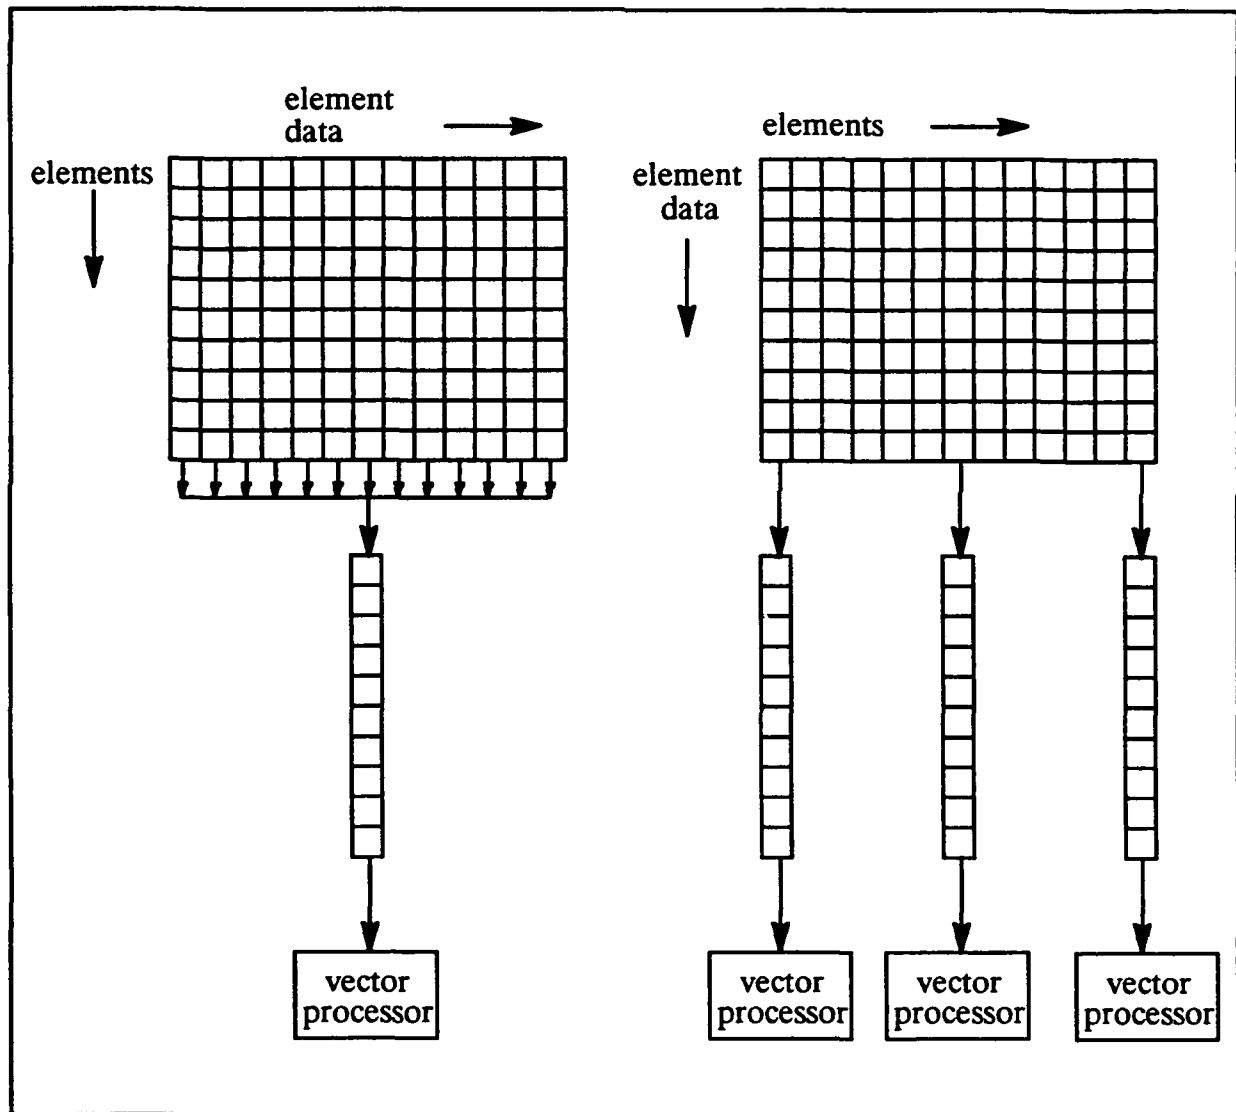 element
data
elements
elements
element
data
vector
processor
vector
processor
vector
processor
vector
processor